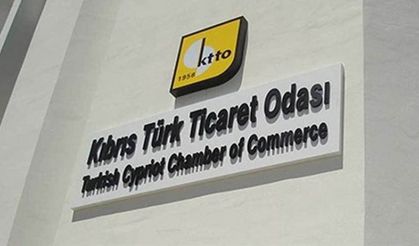 ktto
1958
Kıbrıs Türk Ticaret Odası
Turkish Cypriot Chamber of Commerce